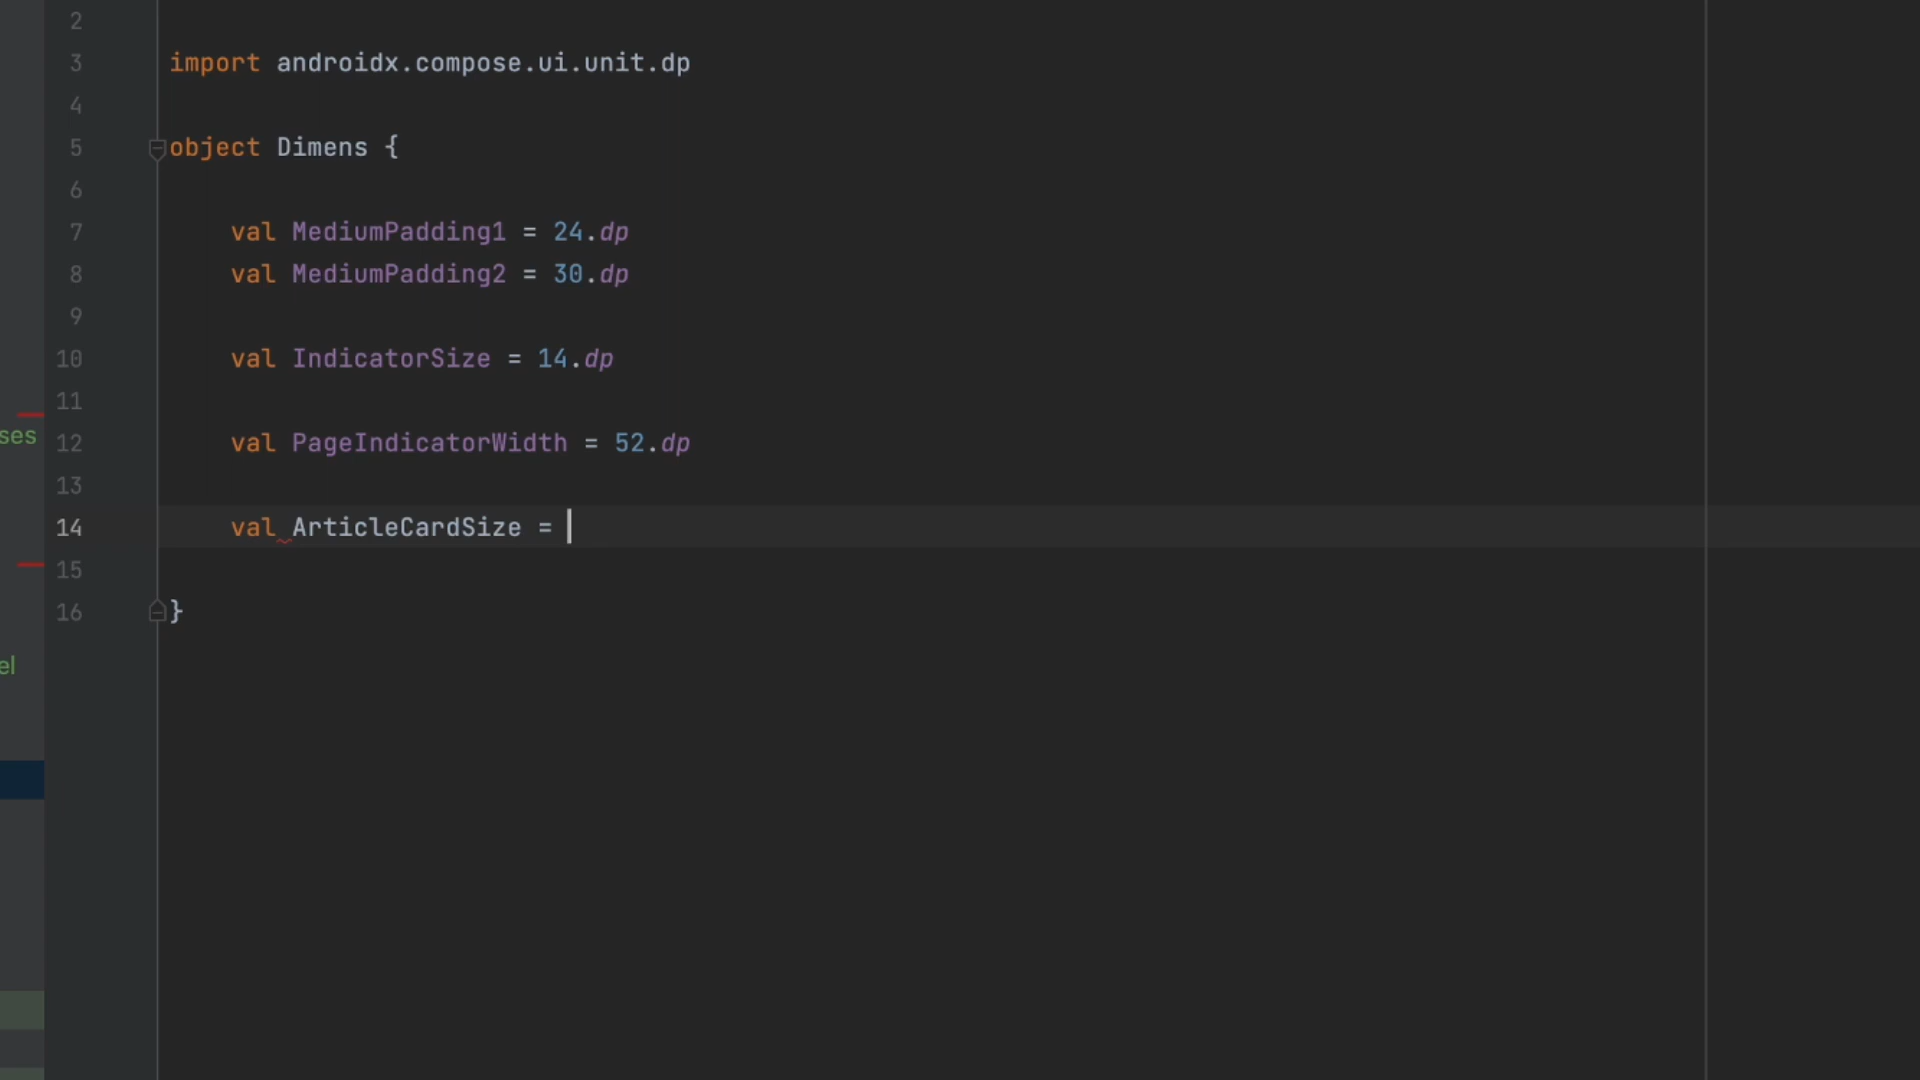 2
3 import androidx.compose.ui.unit.dp
4
5 object Dimens {
6
7 val MediumPadding1 = 24.dp
8 val MediumPadding2 = 30.dp
9
10 val IndicatorSize = 14.dp
11
ses
12 val PageIndicatorWidth = 52.dp
13
14 val ArticleCardSize =
15
16 }
el